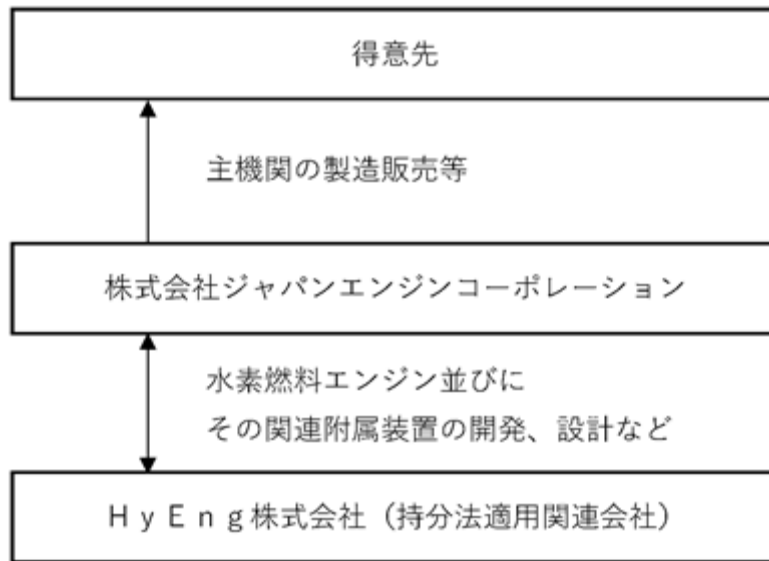 得意先
主機関の製造販売等
株式会社ジャパンエンジンコーポレーション
水素燃料エンジン並びに
その関連附属装置の開発、設計など
ＨｙＥｎｇ株式会社（持分法適用関連会社）